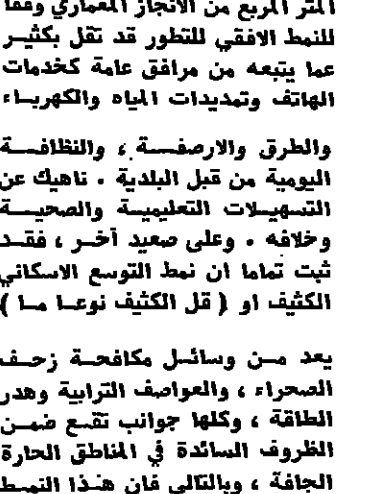 المتر المربع من الانجاز المعماري وفقا
للنمط الافقي للتطور قد تقل بكثير
عما يتبعه من مرافق عامة كخدمات
الهاتف وتمديدات المياه والكهرباء
والطرق والارصفة ، والنظافة
اليومية من قبل البلدية . ناهيك عن
التسهيلات التعليمية والصحية
وخلافه . وعلى صعيد آخر ، فقد
ثبت تماما ان نمط التوسع الاسكاني
الكثيف او ( قل الكثيف نوعا ما )
يعد من وسائل مكافحة زحف
الصحراء ، والعواصف الترابية وهدر
الطاقة ، وكلها جوانب تقع ضمن
الظروف السائدة في المناطق الحارة
الجافة ، وبالتالي فان هذا النمط